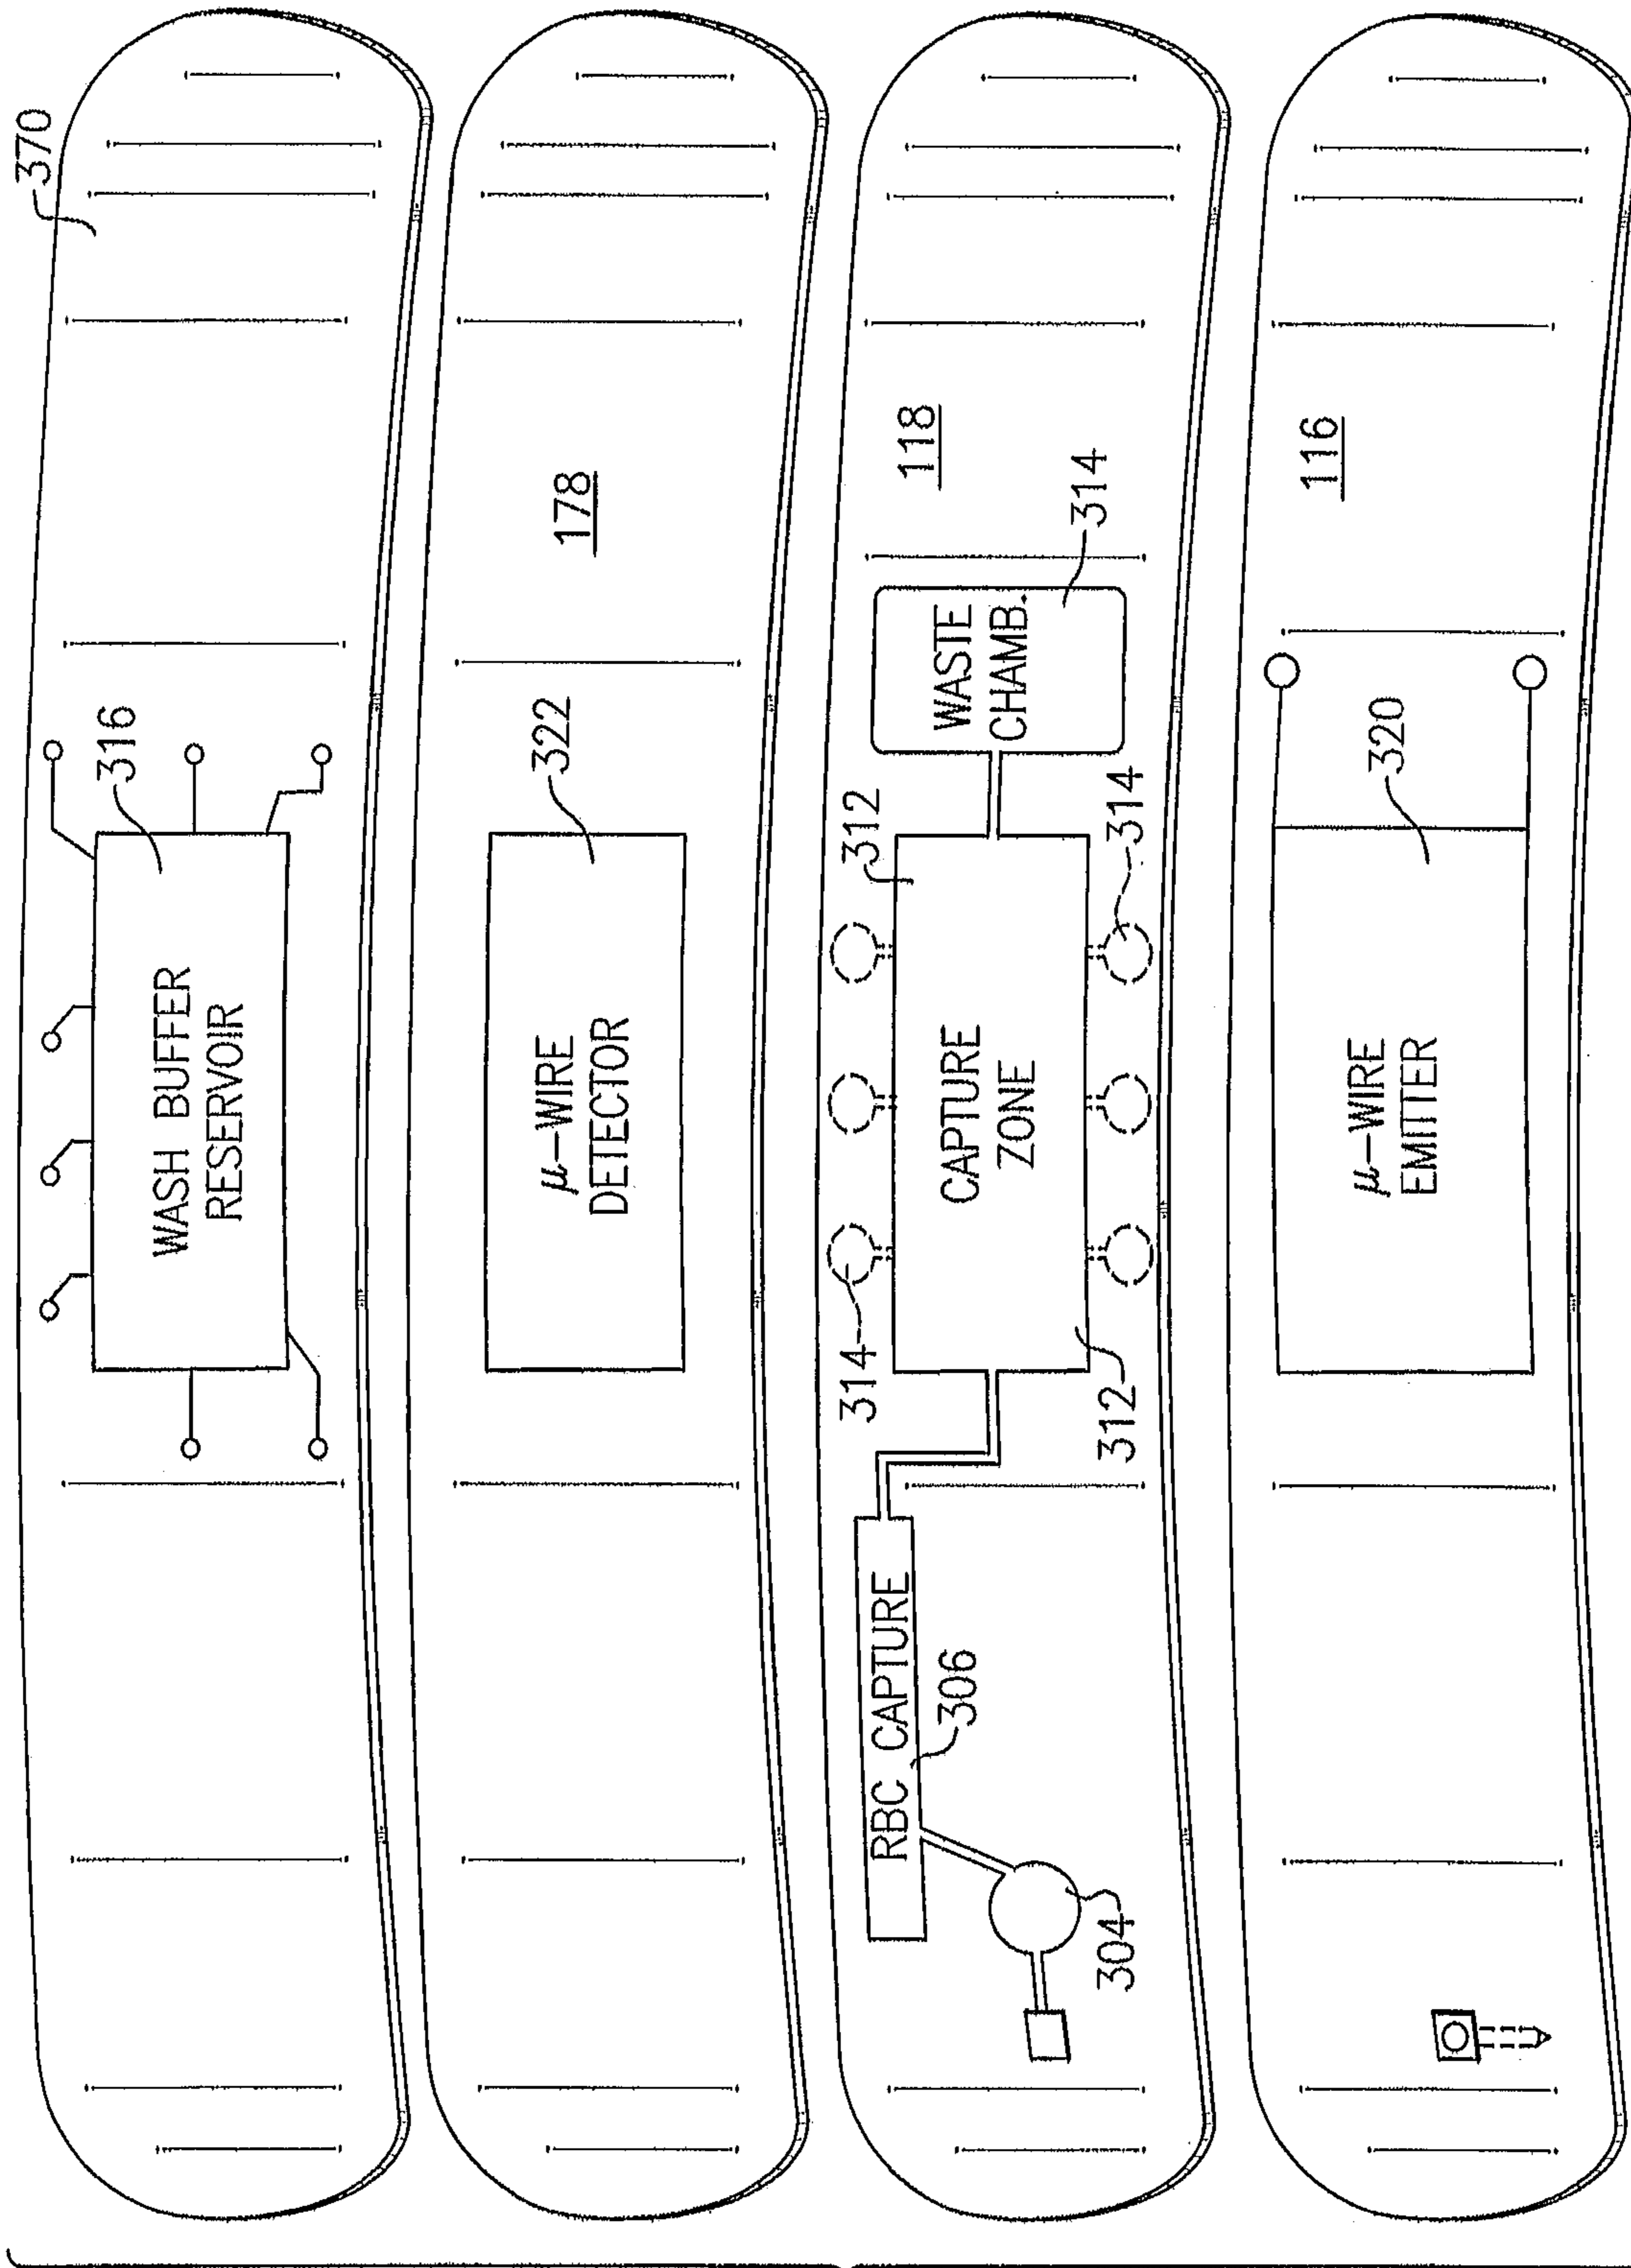 370
316
WASH BUFFER
RESERVOIR
178
322
μ-WIRE
DETECTOR
118
314
WASTE
CHAMB.
312
314
CAPTURE
ZONE
314
312
RBC CAPTURE
306
304
116
320
μ-WIRE
EMITTER